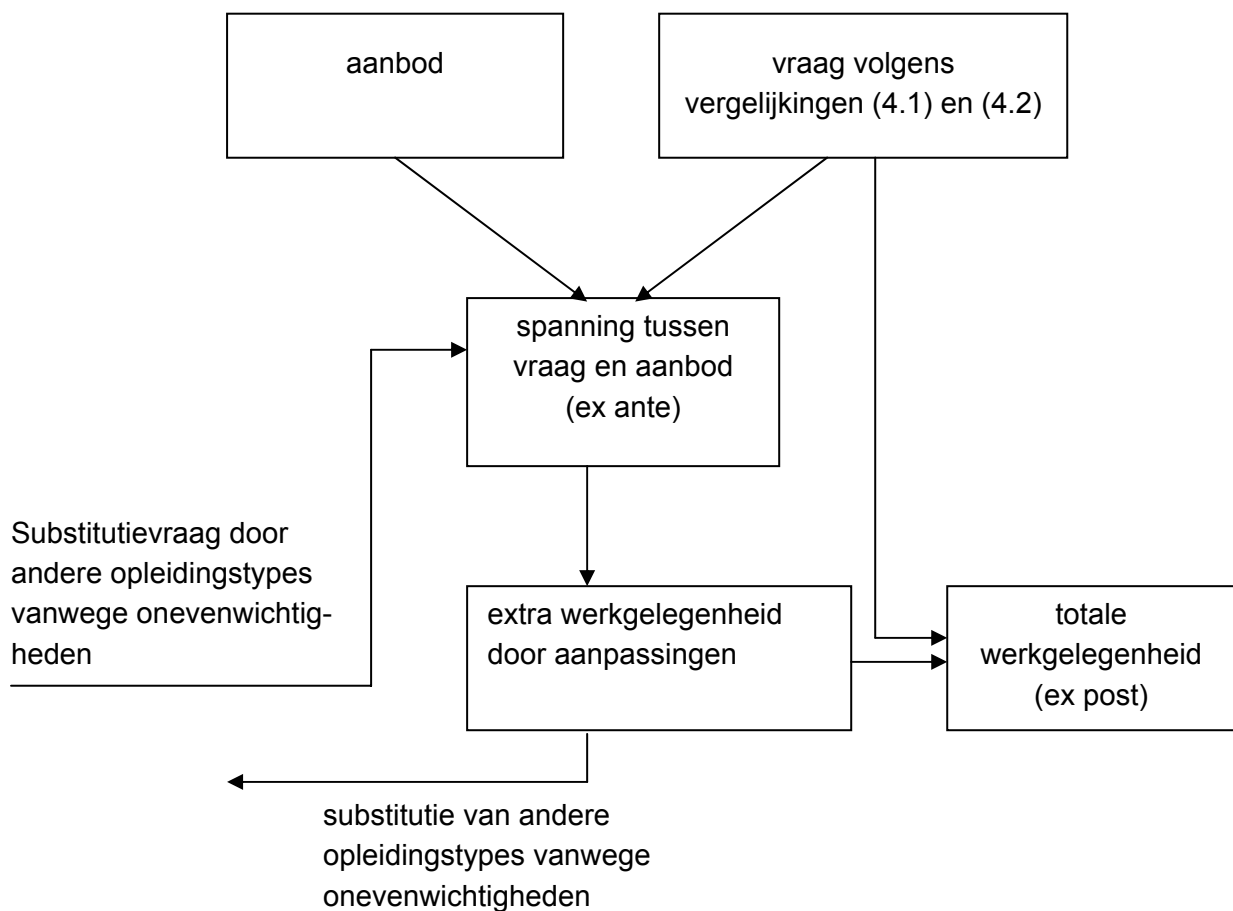 aanbod
vraag volgens
vergelijkingen (4.1) en (4.2)
spanning tussen
vraag en aanbod
(ex ante)
Substitutievraag door
andere opleidingstypes
vanwege onevenwichtig-
heden
extra werkgelegenheid
door aanpassingen
totale
werkgelegenheid
(ex post)
substitutie van andere
opleidingstypes vanwege
onevenwichtigheden